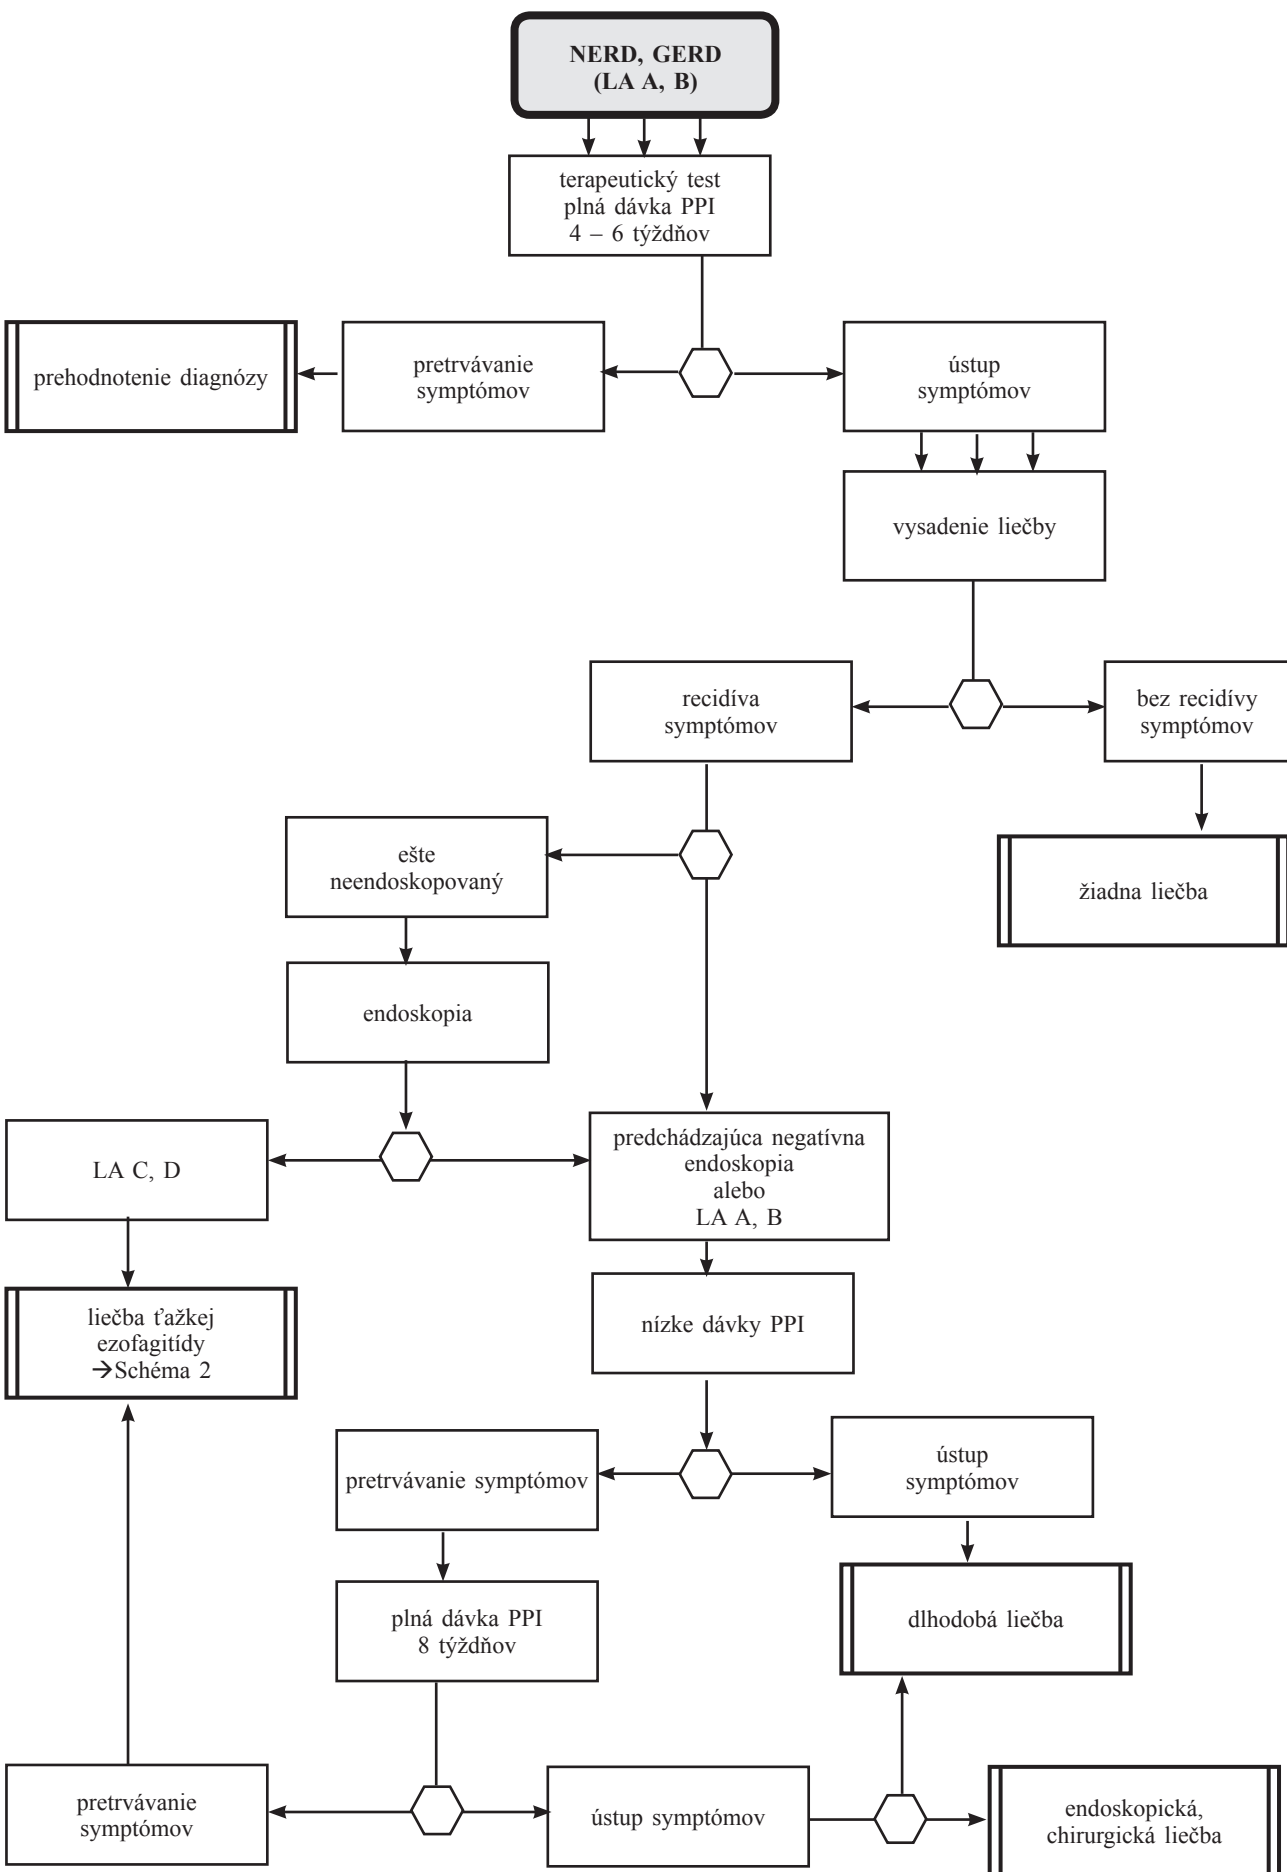 NERD, GERD
(LA A, B)
terapeutický test
plná dávka PPI
4 – 6 týždňov
prehodnotenie diagnózy
pretrvávanie
symptómov
ústup
symptómov
vysadenie liečby
recidíva
symptómov
bez recidívy
symptómov
ešte
neendoskopovaný
žiadna liečba
endoskopia
LA C, D
predchádzajúca negatívna
endoskopia
alebo
LA A, B
liečba ťažkej
ezofagitídy
→Schéma 2
nízke dávky PPI
pretrvávanie symptómov
ústup
symptómov
plná dávka PPI
8 týždňov
dlhodobá liečba
pretrvávanie
symptómov
ústup symptómov
endoskopická,
chirurgická liečba